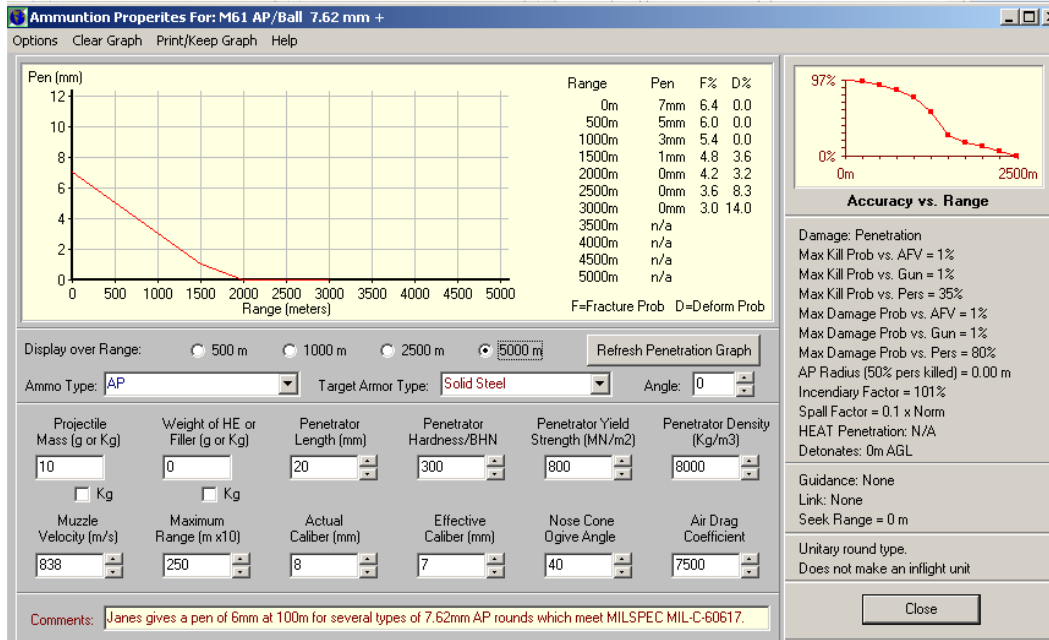 Ammuntion Properites For: M61 AP/Ball 7.62 mm +
Options Clear Graph Print/Keep Graph Help
Pen (mm)
12
10
8
6
4
2
0
0 500 1000 1500 2000 2500 3000 3500 4000 4500 5000
Range (meters)
Range Pen F% D%
0m 7mm 6.4 0.0
500m 5mm 6.0 0.0
1000m 3mm 5.4 0.0
1500m 1mm 4.8 3.6
2000m 0mm 4.2 3.2
2500m 0mm 3.6 8.3
3000m 0mm 3.0 14.0
3500m n/a
4000m n/a
4500m n/a
5000m n/a
F=Fracture Prob D=Deform Prob
Display over Range: 500 m 1000 m 2500 m 5000 m Refresh Penetration Graph
Ammo Type: AP Target Armor Type: Solid Steel Angle: 0
Projectile Mass (g or Kg)
10
Kg
Weight of HE or Filler (g or Kg)
0
Kg
Penetrator Length (mm)
20
Penetrator Hardness/BHN
300
Penetrator Yield Strength (MN/m2)
800
Penetrator Density (Kg/m3)
8000
Muzzle Velocity (m/s)
838
Maximum Range (m x10)
250
Actual Caliber (mm)
8
Effective Caliber (mm)
7
Nose Cone Ogive Angle
40
Air Drag Coefficient
7500
Comments: Janes gives a pen of 6mm at 100m for several types of 7.62mm AP rounds which meet MILSPEC MIL-C-60617.
97%
0%
0m 2500m
Accuracy vs. Range
Damage: Penetration
Max Kill Prob vs. AFV = 1%
Max Kill Prob vs. Gun = 1%
Max Kill Prob vs. Pers = 35%
Max Damage Prob vs. AFV = 1%
Max Damage Prob vs. Gun = 1%
Max Damage Prob vs. Pers = 80%
AP Radius (50% pers killed) = 0.00 m
Incendiary Factor = 101%
Spall Factor = 0.1 x Norm
HEAT Penetration: N/A
Detonates: 0m AGL
Guidance: None
Link: None
Seek Range = 0 m
Unitary round type.
Does not make an inflight unit
Close